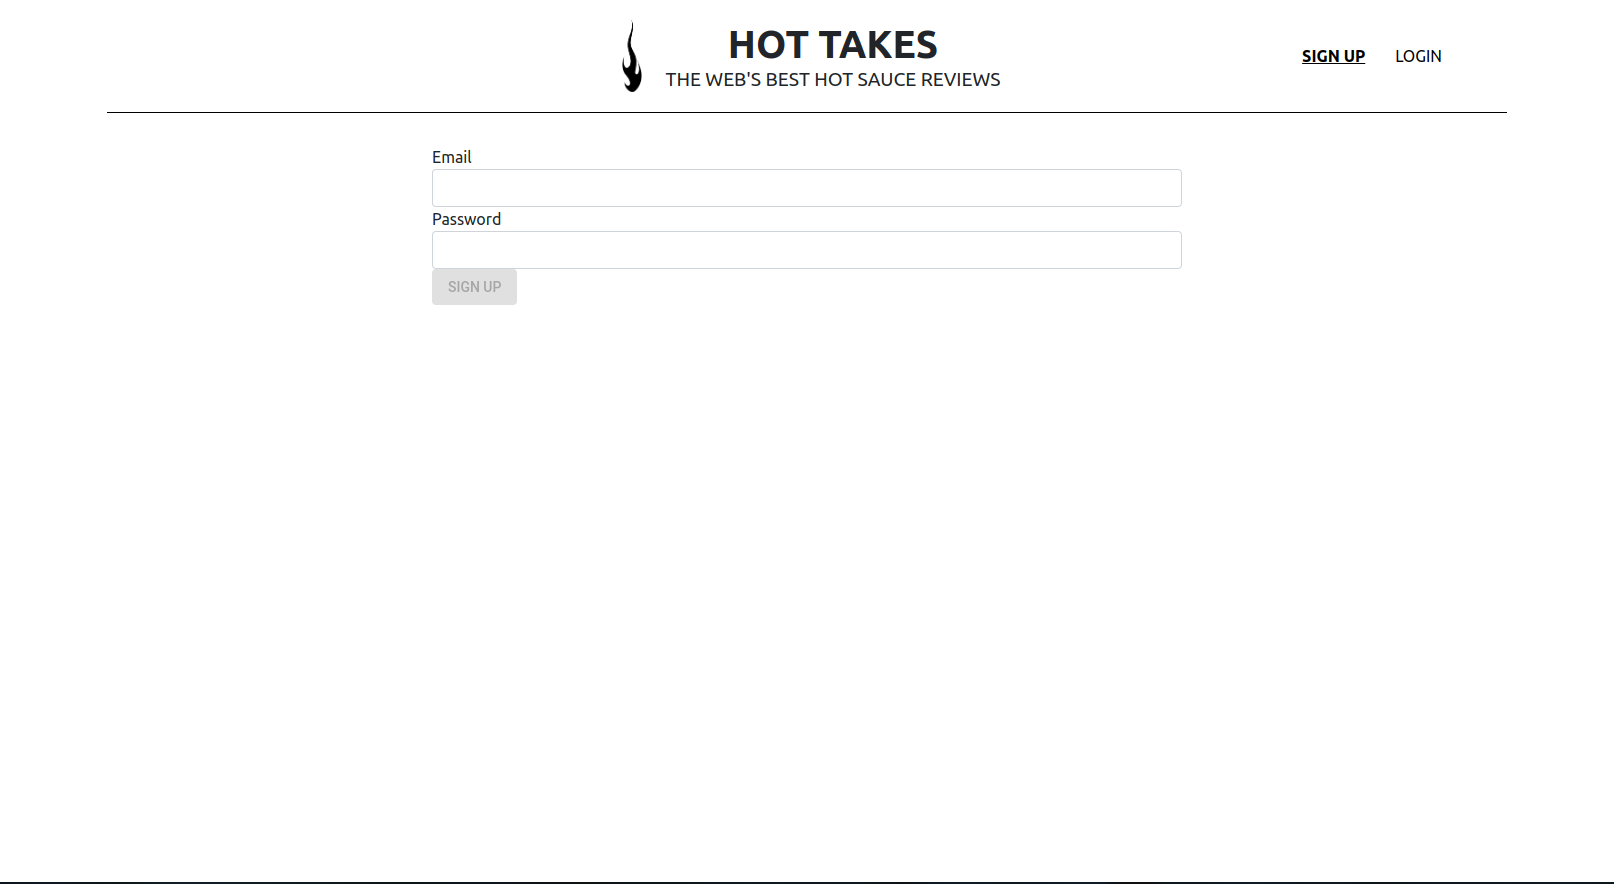 HOT TAKES
THE WEB'S BEST HOT SAUCE REVIEWS
SIGN UP
LOGIN
Email
Password
SIGN UP